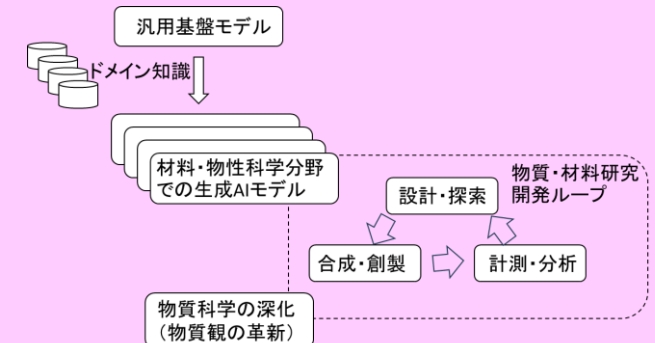 汎用基盤モデル
ドメイン知識
材料・物性科学分野
での生成AIモデル
物質・材料研究
開発ループ
設計・探索
合成・創製
計測・分析
物質科学の深化
（物質観の革新）